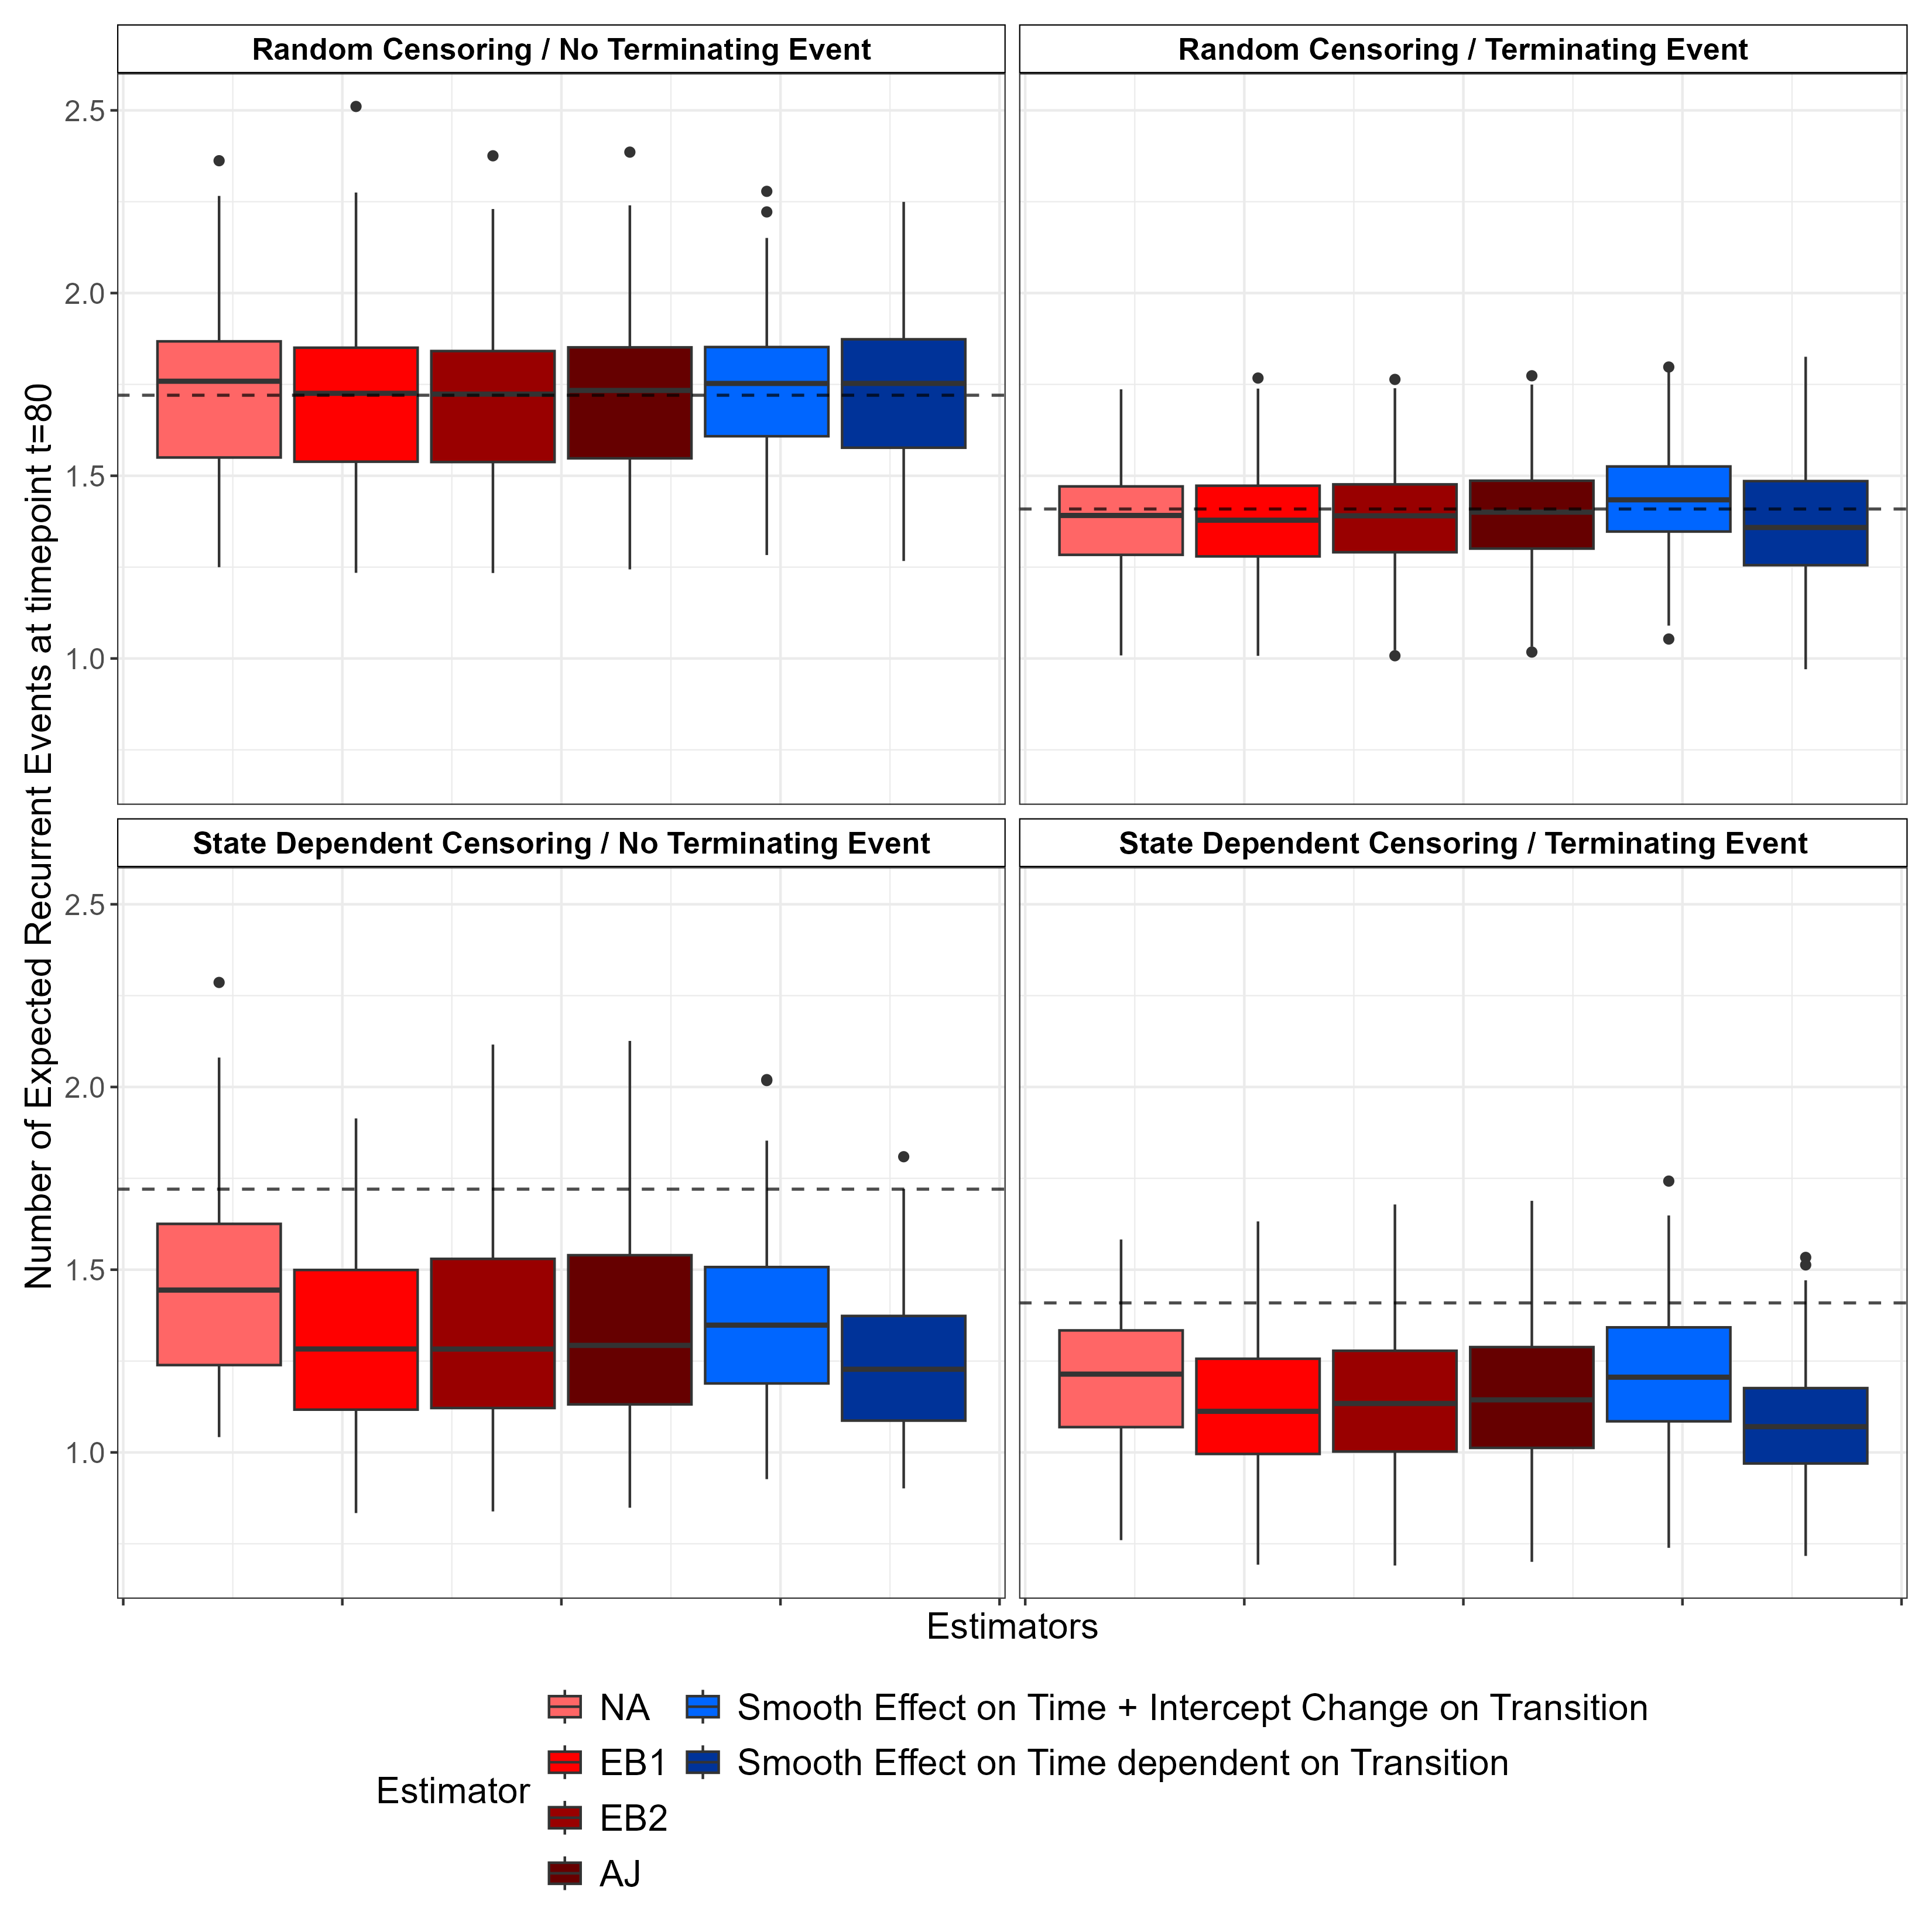 Random Censoring / No Terminating Event
Random Censoring / Terminating Event
2.5
2.0
1.5
1.0
State Dependent Censoring / No Terminating Event
State Dependent Censoring / Terminating Event
2.5
2.0
1.5
1.0
Number of Expected Recurrent Events at timepoint t=80
Estimators
Estimator
NA
EB1
EB2
AJ
Smooth Effect on Time + Intercept Change on Transition
Smooth Effect on Time dependent on Transition